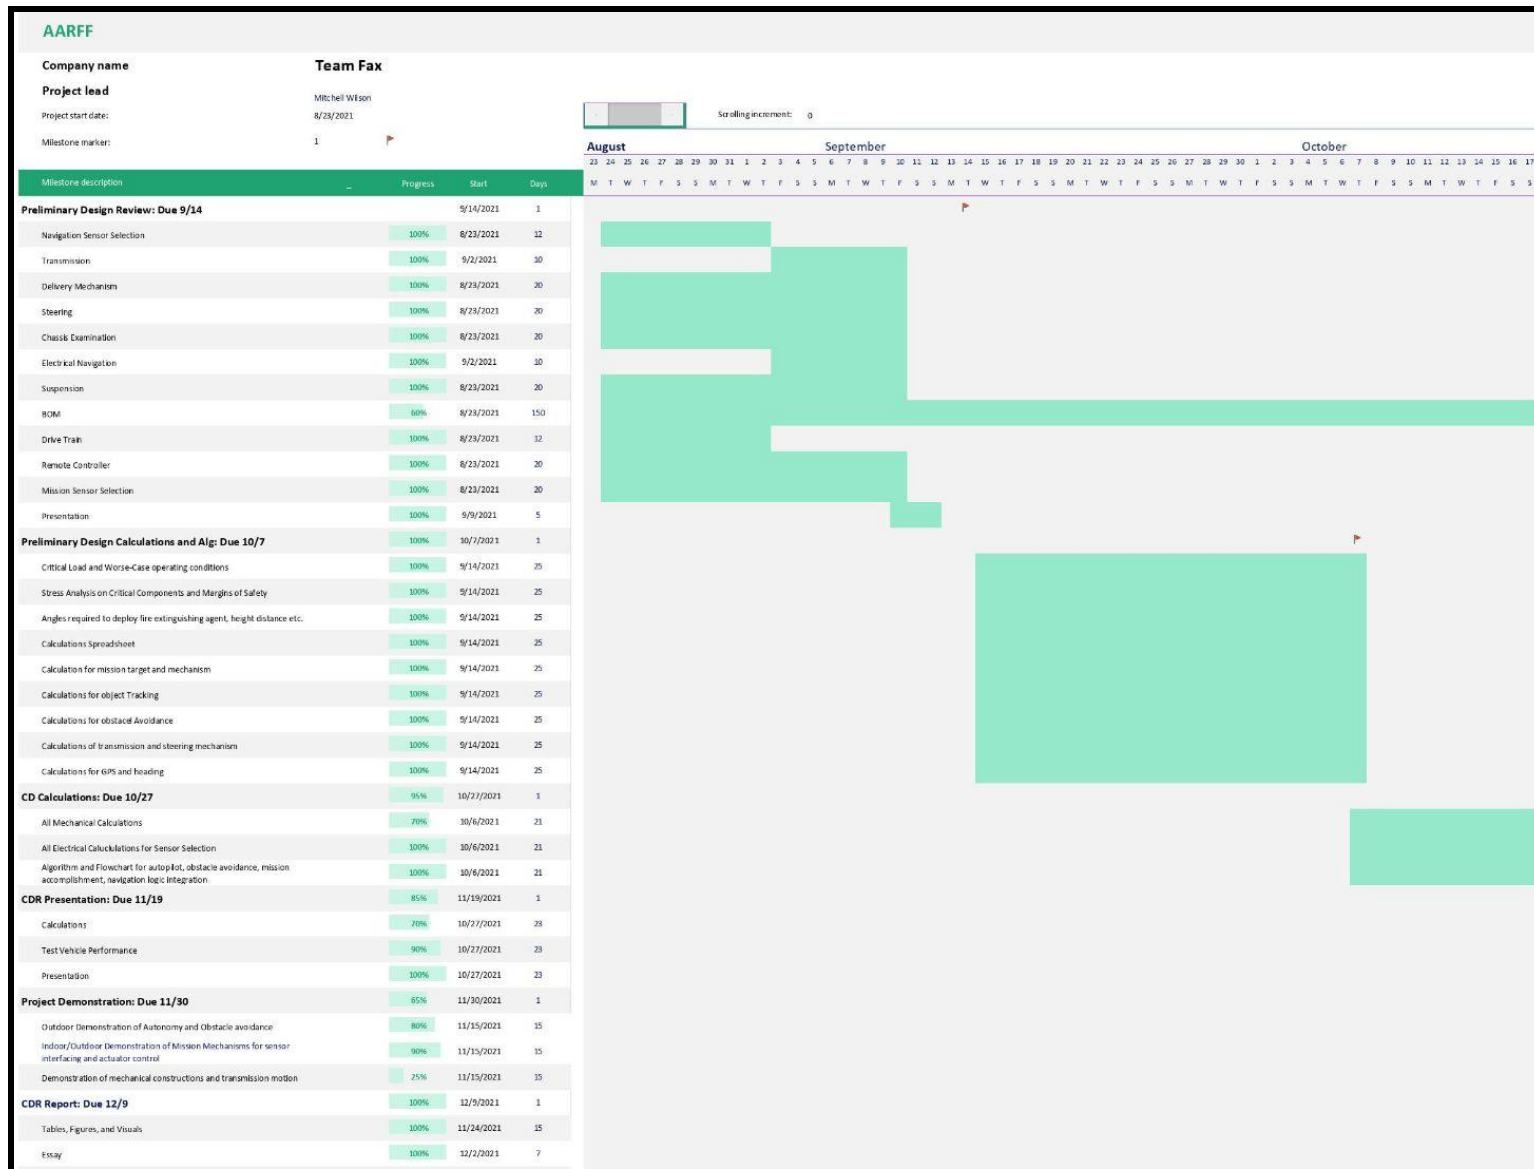 AARFF
Company name Team Fax
Project lead Mitchell Wilson
Project start date: 8/23/2021
Scrolling increment: 0
Milestone marker: 1
August September October
23 24 25 26 27 28 29 30 31 1 2 3 4 5 6 7 8 9 10 11 12 13 14 15 16 17 18 19 20 21 22 23 24 25 26 27 28 29 30 1 2 3 4 5 6 7 8 9 10 11 12 13 14 15 16 17
Milestone description _ Progress Start Days M T W T F S S M T W T F S S M T W T F S S M T W T F S S M T W T F S S M T W T F S S M T W T F S S M T W T F S S
Preliminary Design Review: Due 9/14 9/14/2021 1
Navigation Sensor Selection 100% 8/23/2021 12
Transmission 100% 9/2/2021 10
Delivery Mechanism 100% 8/23/2021 20
Steering 100% 8/23/2021 20
Chassis Examination 100% 8/23/2021 20
Electrical Navigation 100% 9/2/2021 10
Suspension 100% 8/23/2021 20
BOM 60% 8/23/2021 150
Drive Train 100% 8/23/2021 12
Remote Controller 100% 8/23/2021 20
Mission Sensor Selection 100% 8/23/2021 20
Presentation 100% 9/9/2021 5
Preliminary Design Calculations and Alg: Due 10/7 100% 10/7/2021 1
Critical Load and Worse-Case operating conditions 100% 9/14/2021 25
Stress Analysis on Critical Components and Margins of Safety 100% 9/14/2021 25
Angles required to deploy fire extinguishing agent, height distance etc. 100% 9/14/2021 25
Calculations Spreadsheet 100% 9/14/2021 25
Calculation for mission target and mechanism 100% 9/14/2021 25
Calculations for object Tracking 100% 9/14/2021 25
Calculations for obstacel Avoidance 100% 9/14/2021 25
Calculations of transmission and steering mechanism 100% 9/14/2021 25
Calculations for GPS and heading 100% 9/14/2021 25
CD Calculations: Due 10/27 95% 10/27/2021 1
All Mechanical Calculations 70% 10/6/2021 21
All Electrical Caluclulations for Sensor Selection 100% 10/6/2021 21
Algorithm and Flowchart for autopilot, obstacle avoidance, mission
accomplishment, navigation logic integration 100% 10/6/2021 21
CDR Presentation: Due 11/19 85% 11/19/2021 1
Calculations 70% 10/27/2021 23
Test Vehicle Performance 90% 10/27/2021 23
Presentation 100% 10/27/2021 23
Project Demonstration: Due 11/30 65% 11/30/2021 1
Outdoor Demonstration of Autonomy and Obstacle avoidance 80% 11/15/2021 15
Indoor/Outdoor Demonstration of Mission Mechanisms for sensor
interfacing and actuator control 90% 11/15/2021 15
Demonstration of mechanical constructions and transmission motion 25% 11/15/2021 15
CDR Report: Due 12/9 100% 12/9/2021 1
Tables, Figures, and Visuals 100% 11/24/2021 15
Essay 100% 12/2/2021 7